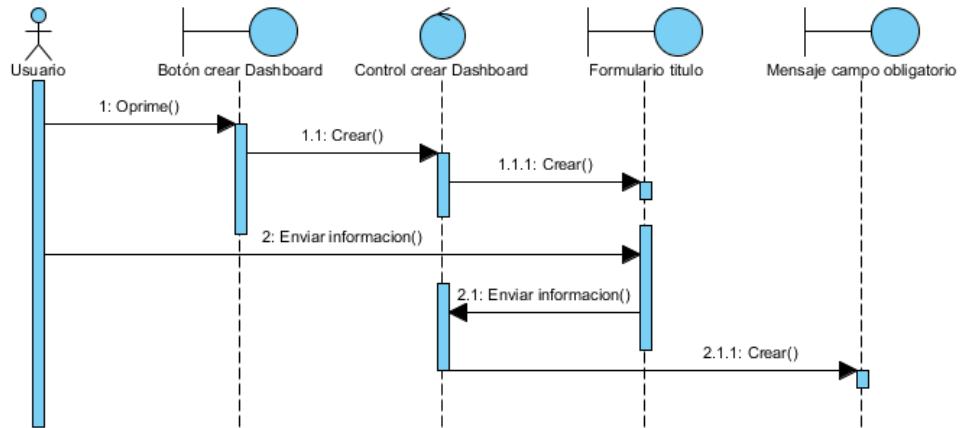 Usuario
Botón crear Dashboard
Control crear Dashboard
Formulario titulo
Mensaje campo obligatorio
1: Oprime()
1.1: Crear()
1.1.1: Crear()
2: Enviar informacion()
2.1: Enviar informacion()
2.1.1: Crear()